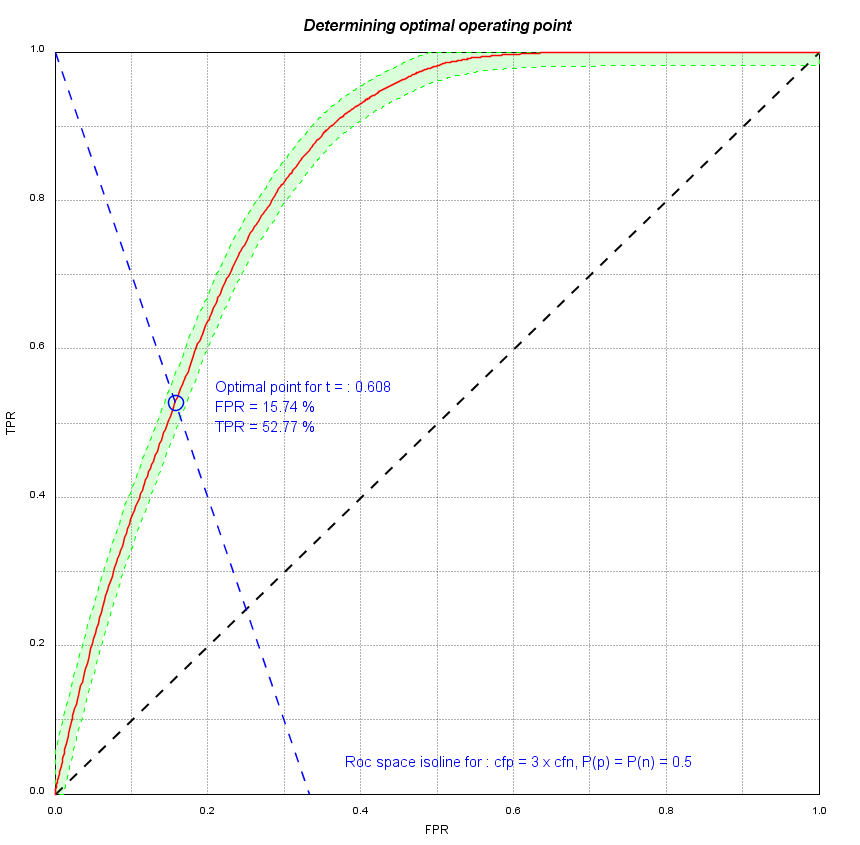 Determining optimal operating point
1.0
0.8
0.6
Optimal point for t = : 0.608
FPR = 15.74 %
TPR = 52.77 %
TPR
0.4
0.2
Roc space isoline for : cfp = 3 x cfn, P(p) = P(n) = 0.5
0.0
0.0 0.2 0.4 0.6 0.8 1.0
FPR